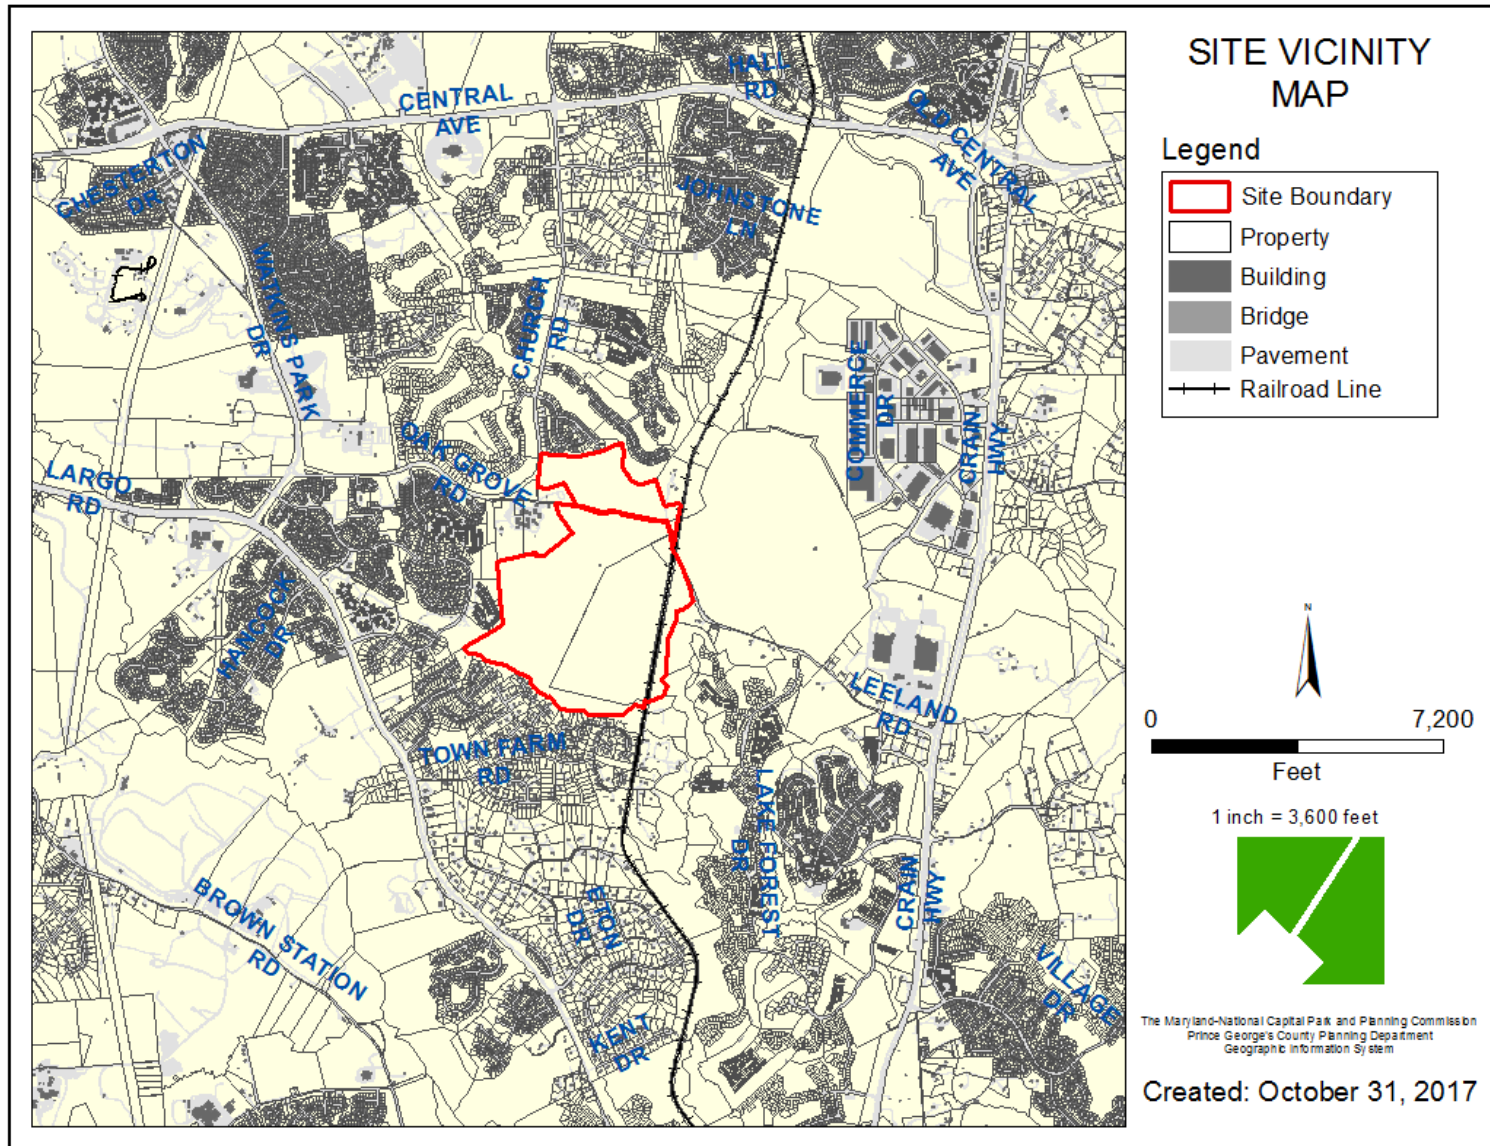 SITE VICINITY
MAP
Legend
Site Boundary
Property
Building
Bridge
Pavement
Railroad Line
HALL
RD
CENTRAL
AVE
OLD CENTRAL
AVE
CHESTERTON
DR
JOHNSTONE
LN
WATKINS PARK
DR
CHURCH
RD
COMMERCE
DR
CRAIN
HWY
OAK GROVE
RD
LARGO
RD
HANCOCK
DR
LEELAND
RD
TOWN FARM
RD
LAKE FOREST
DR
CRAIN
HWY
ETON
DR
BROWN STATION
RD
VILLAGE
DR
KENT
DR
N
0 7,200
Feet
1 inch = 3,600 feet
The Maryland-National Capital Park and Planning Commission
Prince George's County Planning Department
Geographic Information System
Created: October 31, 2017